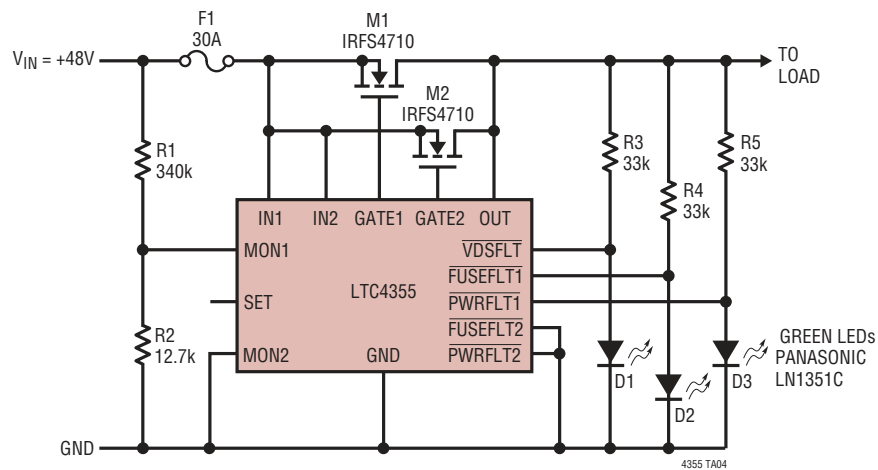 F1
30A
M1
IRFS4710
VIN = +48V
TO
LOAD
M2
IRFS4710
R1
340k
R3
33k
R5
33k
R4
33k
IN1 IN2 GATE1 GATE2 OUT
MON1
VDSFLT
FUSEFLT1
LTC4355
SET
PWRFLT1
R2
12.7k
FUSEFLT2
MON2 GND PWRFLT2
GREEN LEDs
PANASONIC
LN1351C
D1
D2
D3
GND
4355 TA04